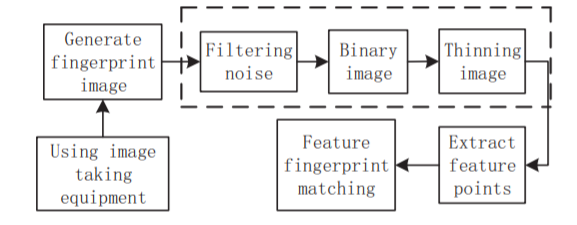 Generate
fingerprint
image
Filtering
noise
Binary
image
Thinning
image
Using image
taking
equipment
Feature
fingerprint
matching
Extract
feature
points